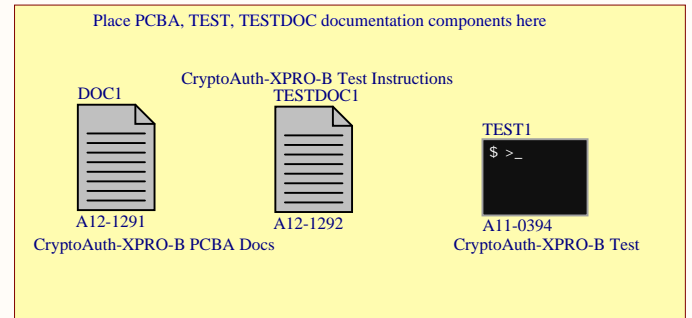 Place PCBA, TEST, TESTDOC documentation components here
CryptoAuth-XPRO-B Test Instructions
DOC1
TESTDOC1
TEST1
$ >_
A12-1291
A12-1292
A11-0394
CryptoAuth-XPRO-B PCBA Docs
CryptoAuth-XPRO-B Test